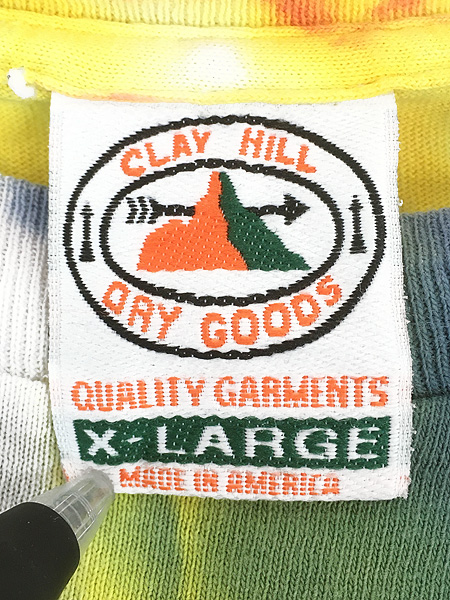 CLAY HILL
DRY GOODS
QUALITY GARMENTS
X-LARGE
MADE IN AMERICA